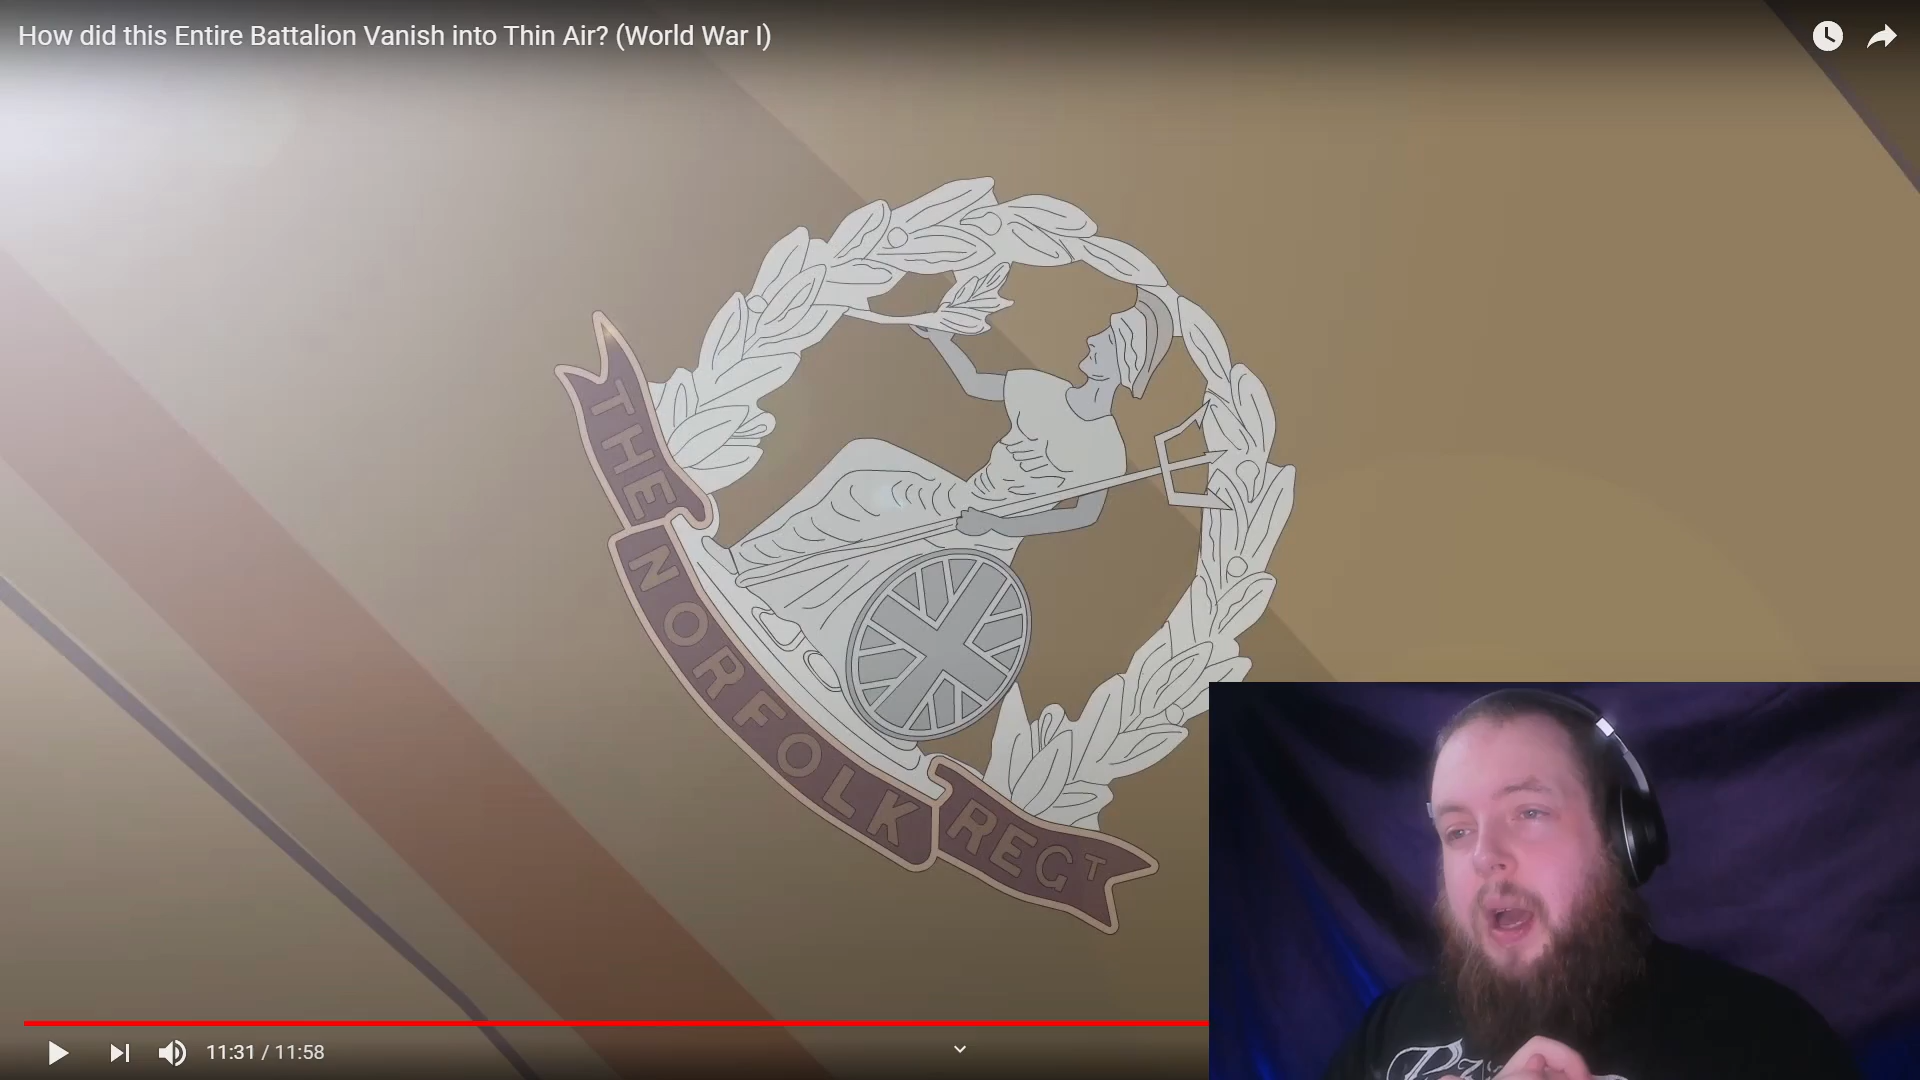 How did this Entire Battalion Vanish into Thin Air? (World War I)
THE
NORFOLK
REGT
11:31 / 11:58